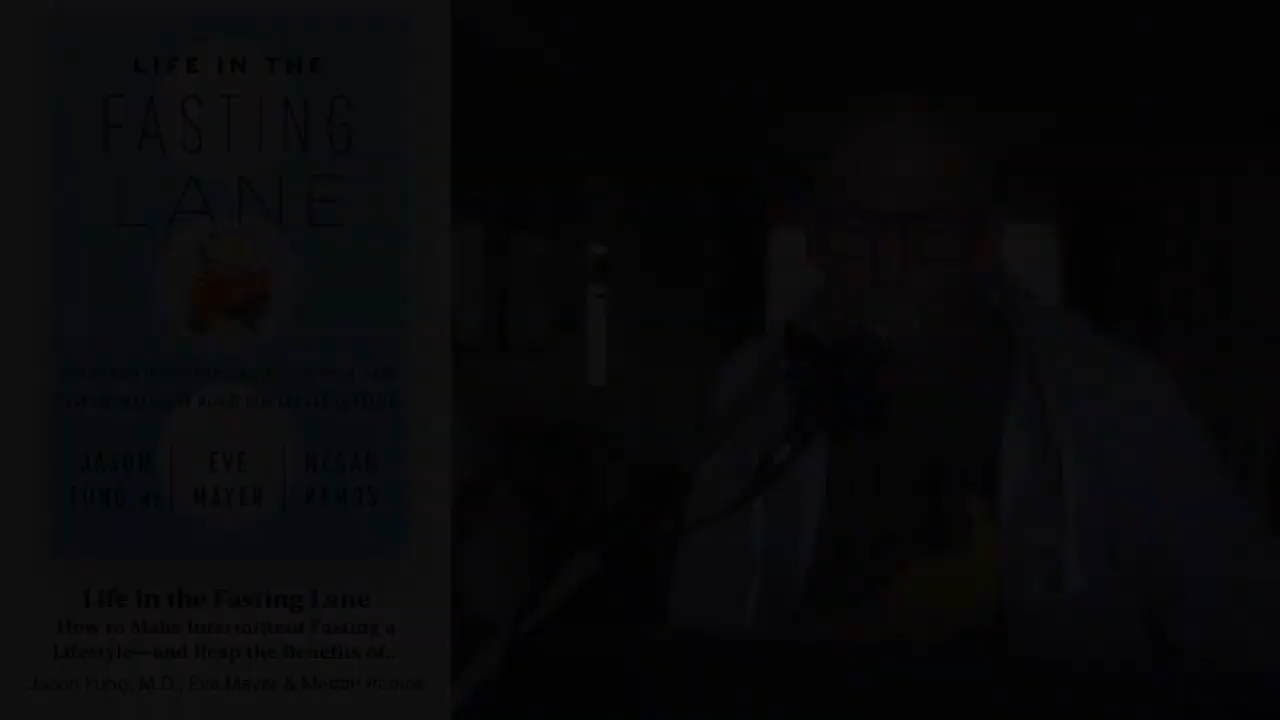 LIFE IN THE
FASTING
LANE
JASON
FUNG, MD
EVE
MAYER
MEGAN
RAMOS
Life in the Fasting Lane
How to Make Intermittent Fasting a
Lifestyle—and Reap the Benefits of...
Jason Fung, M.D., Eve Mayer & Megan Ramos